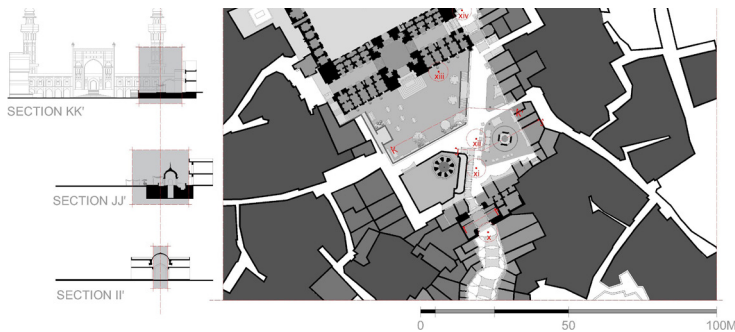 SECTION KK'
SECTION JJ'
SECTION II'
xiv
xiii
xii
xi
x
0
50
100M